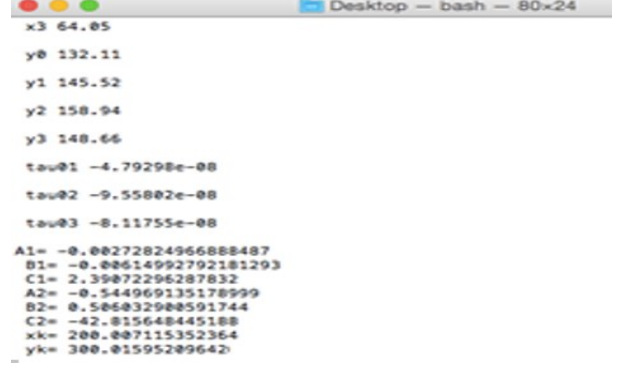 Desktop — bash — 80×24
x3 64.05
y0 132.11
y1 145.52
y2 158.94
y3 148.66
tau01 -4.79298e-08
tau02 -9.55802e-08
tau03 -8.11755e-08
A1= -0.00272824966888487
B1= -0.00614992792181293
C1= 2.39072296287832
A2= -0.544969135178999
B2= 0.506032900591744
C2= -42.815648445188
xk= 200.007115352364
yk= 300.01595209642